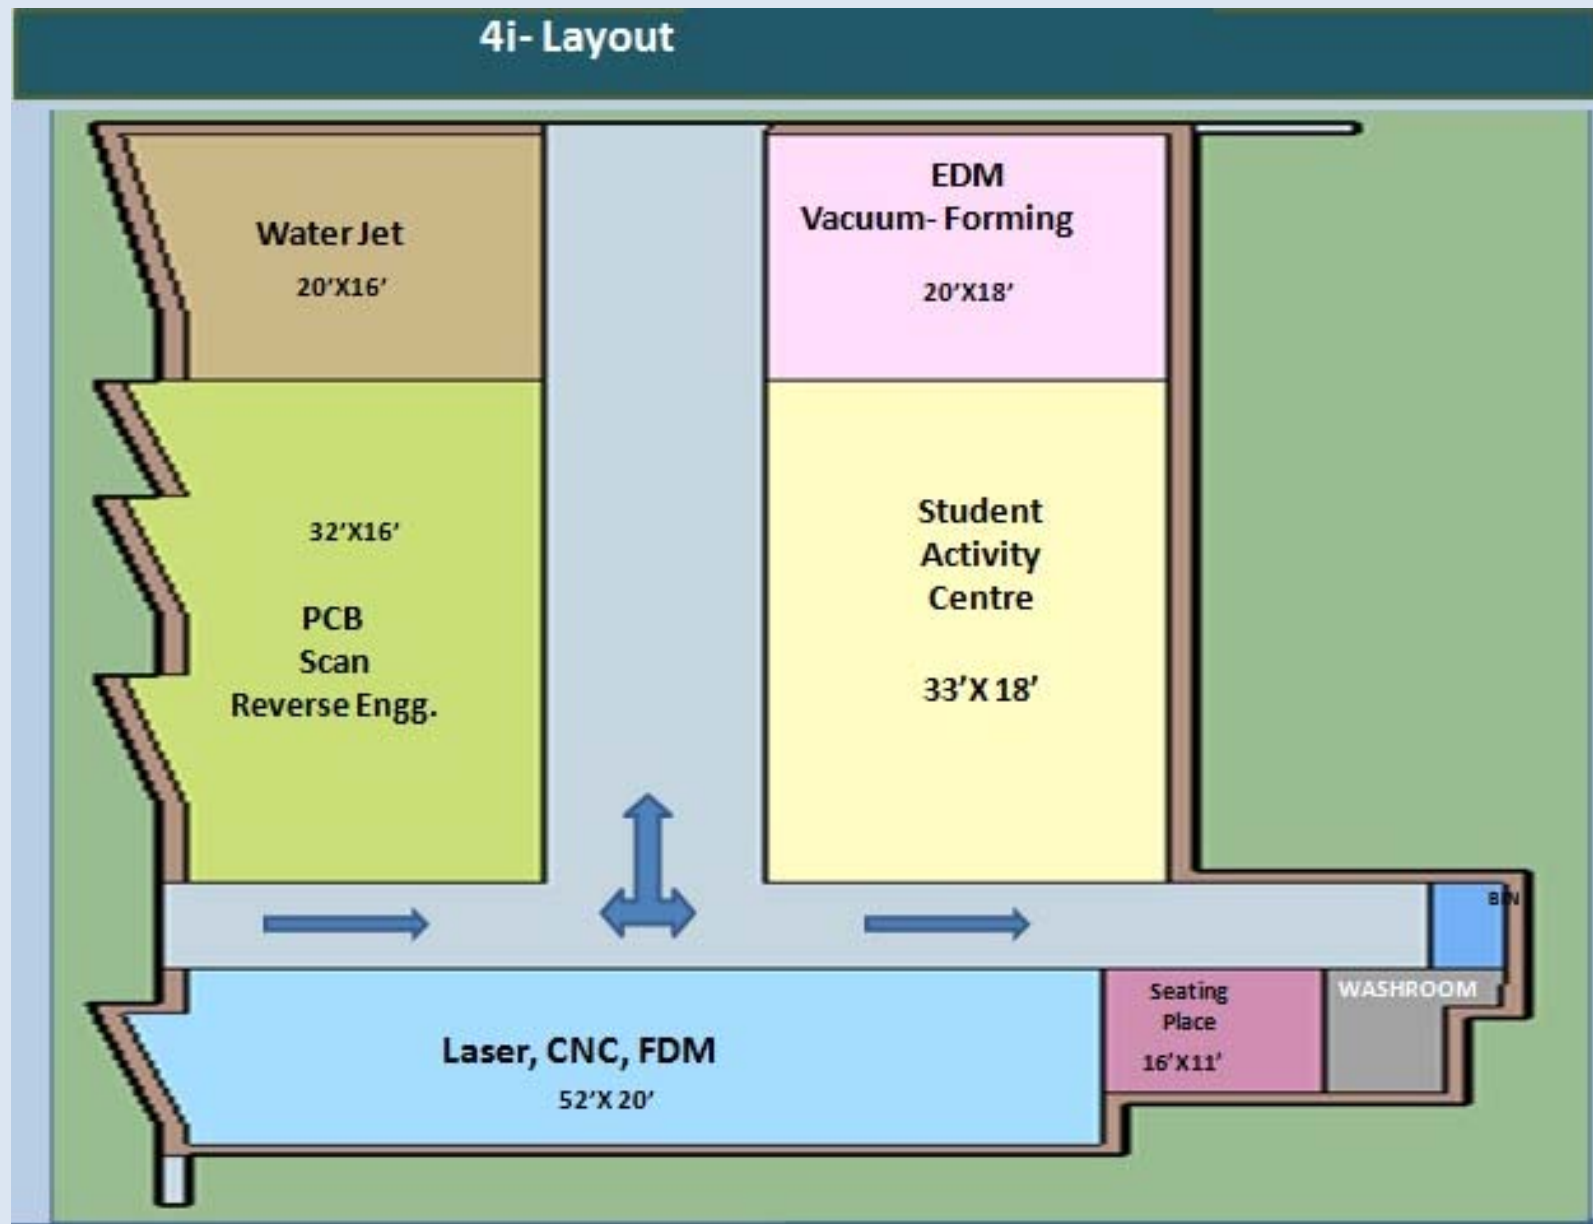 4i- Layout
Water Jet
20'X16'
EDM
Vacuum- Forming
20'X18'
32'X16'
PCB
Scan
Reverse Engg.
Student
Activity
Centre
33'X 18'
BIN
Laser, CNC, FDM
52'X 20'
Seating
Place
16'X11'
WASHROOM